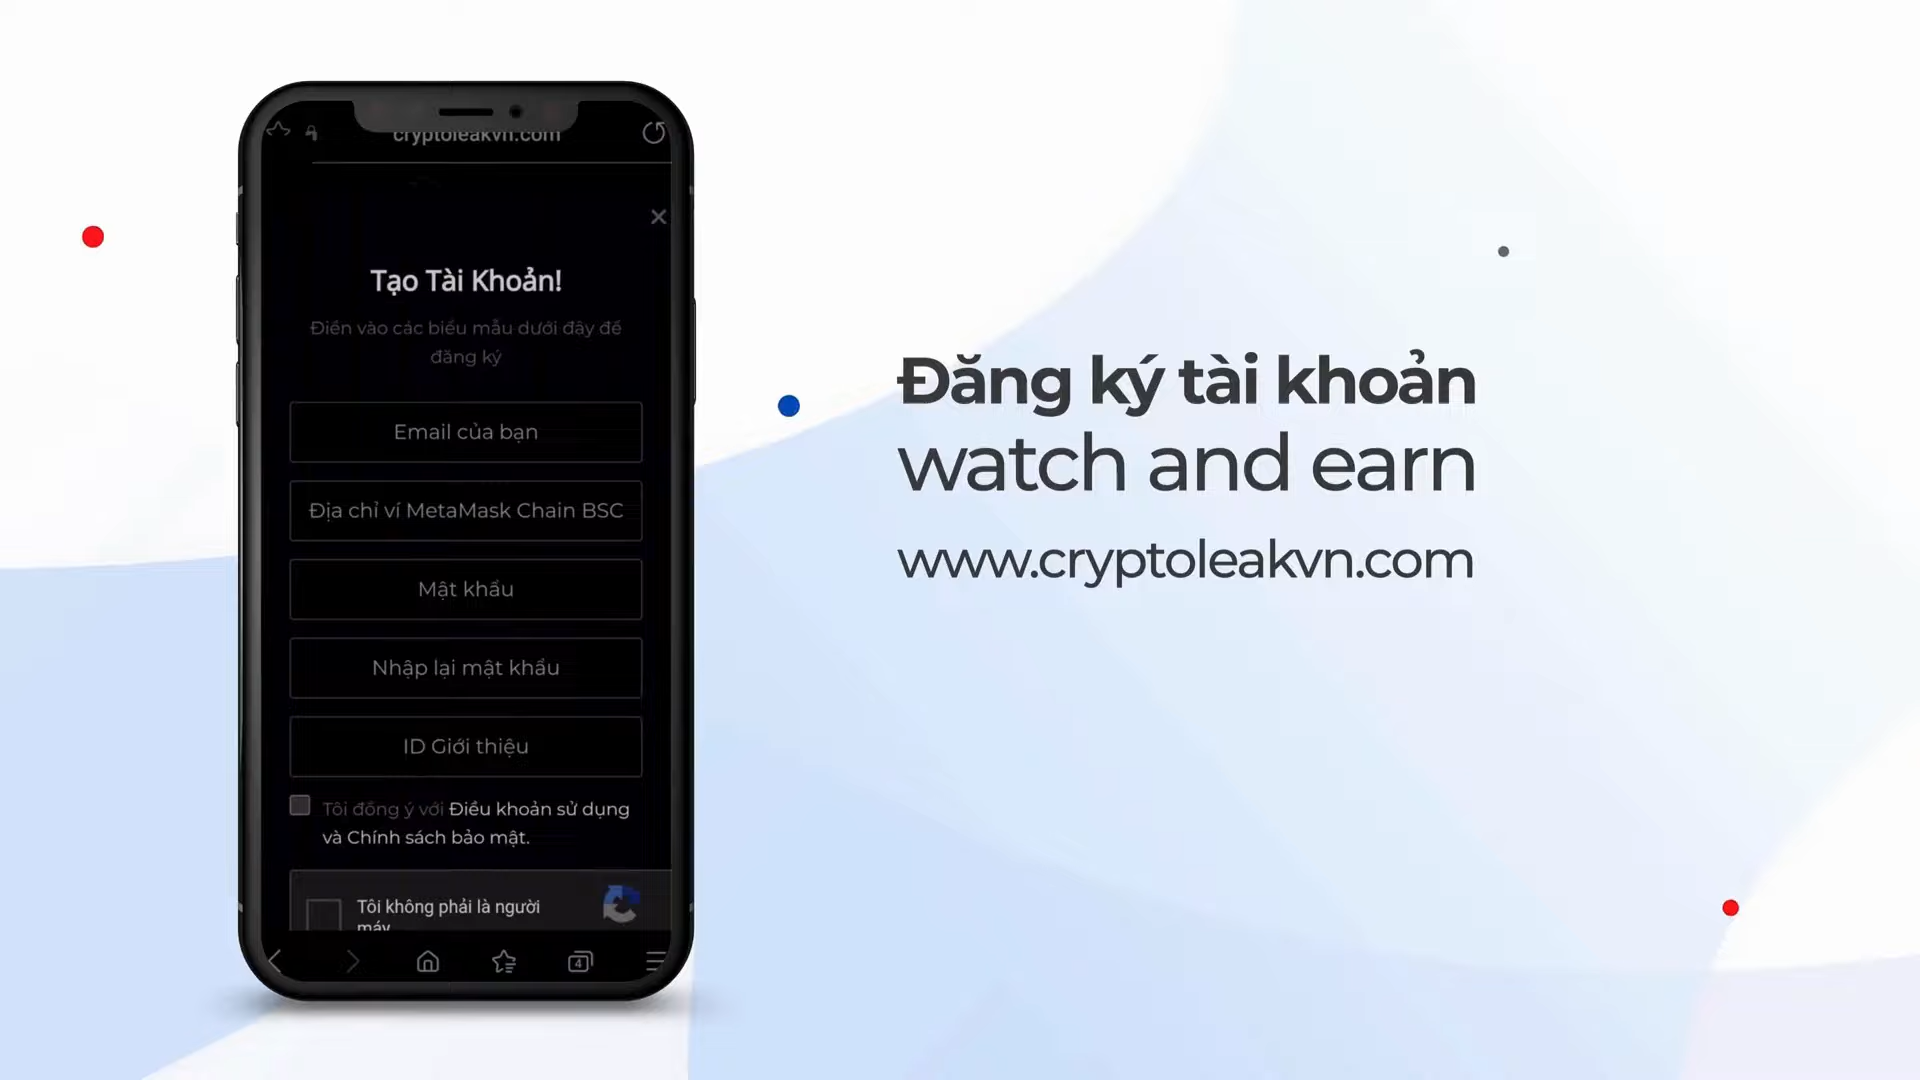 cryptoleakvn.com
Tạo Tài Khoản!
Điền vào các biểu mẫu dưới đây để
đăng ký
Email của bạn
Địa chỉ ví MetaMask Chain BSC
Mật khẩu
Nhập lại mật khẩu
ID Giới thiệu
Tôi đồng ý với Điều khoản sử dụng
và Chính sách bảo mật.
Tôi không phải là người
máy
4
Đăng ký tài khoản
watch and earn
www.cryptoleakvn.com